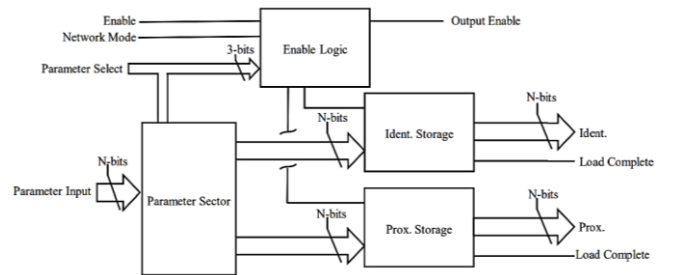 Enable
Output Enable
Network Mode
Enable Logic
3-bits
Parameter Select
N-bits
N-bits
Ident. Storage
Ident.
N-bits
Load Complete
Parameter Input
Parameter Sector
N-bits
N-bits
Prox. Storage
Prox.
Load Complete